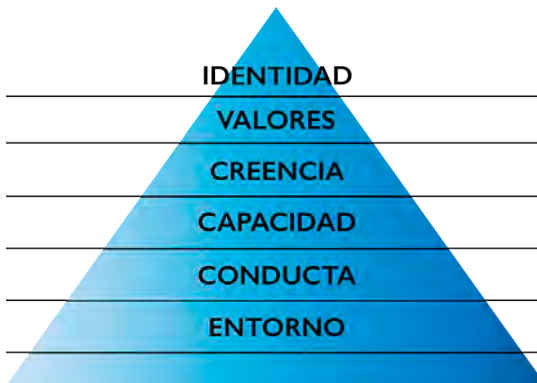 IDENTIDAD
VALORES
CREENCIA
CAPACIDAD
CONDUCTA
ENTORNO